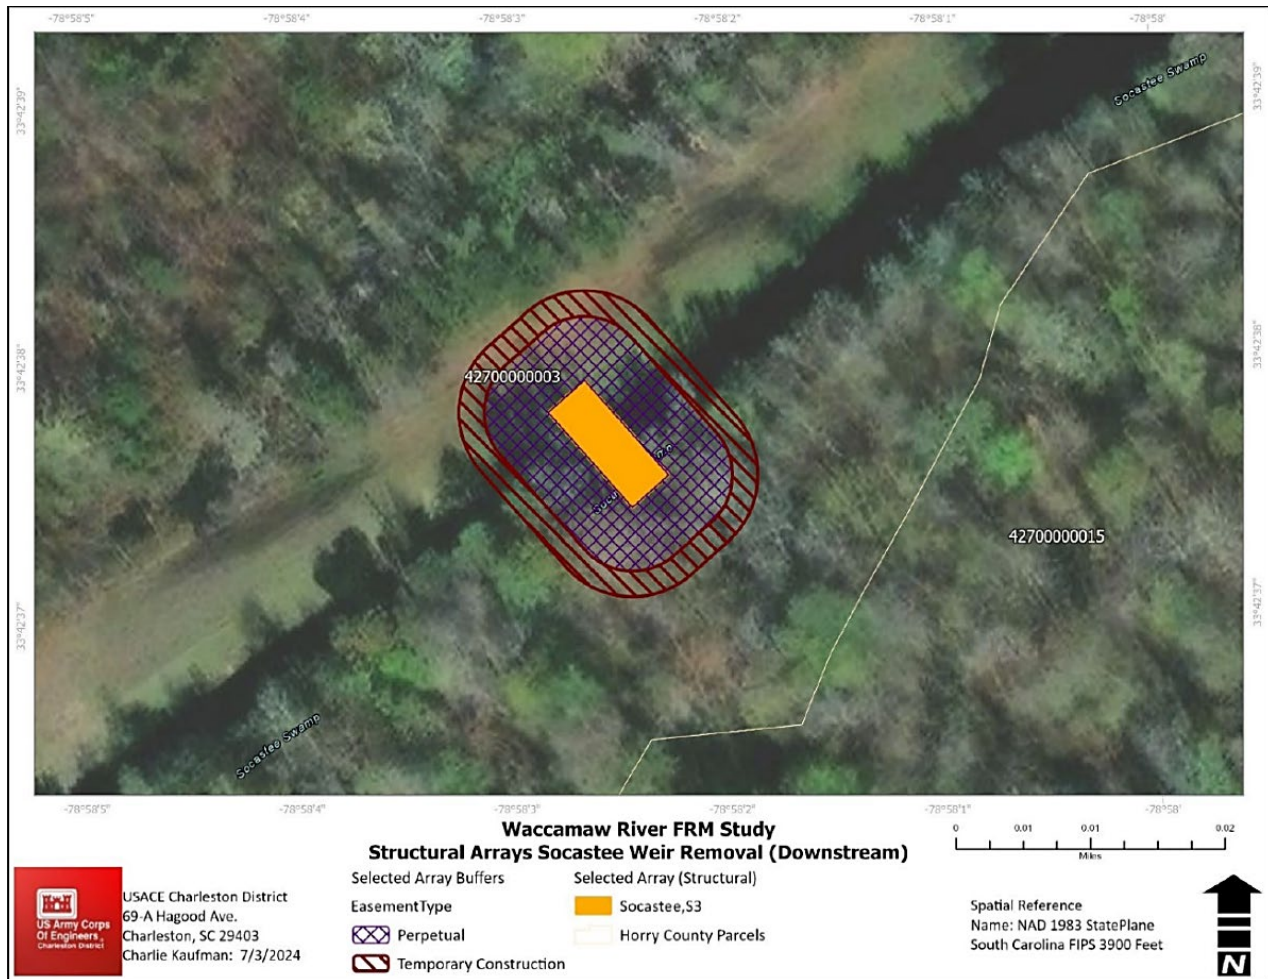 -78°58'5" -78°58'4" -78°58'3" -78°58'2" -78°58'1" -78°58'
33°42'39"
33°42'39"
Socastee Swamp
33°42'38"
33°42'38"
42700000003
42700000015
33°42'37"
33°42'37"
Socastee Swamp
-78°58'5" -78°58'4" -78°58'3" -78°58'2" -78°58'1" -78°58'
Waccamaw River FRM Study
Structural Arrays Socastee Weir Removal (Downstream)
0 0.01 0.01 0.02
Miles
US Army Corps
Of Engineers
Charleston District
USACE Charleston District
69-A Hagood Ave.
Charleston, SC 29403
Charlie Kaufman: 7/3/2024
Selected Array Buffers
EasementType
Perpetual
Temporary Construction
Selected Array (Structural)
Socastee,S3
Horry County Parcels
Spatial Reference
Name: NAD 1983 StatePlane
South Carolina FIPS 3900 Feet
N